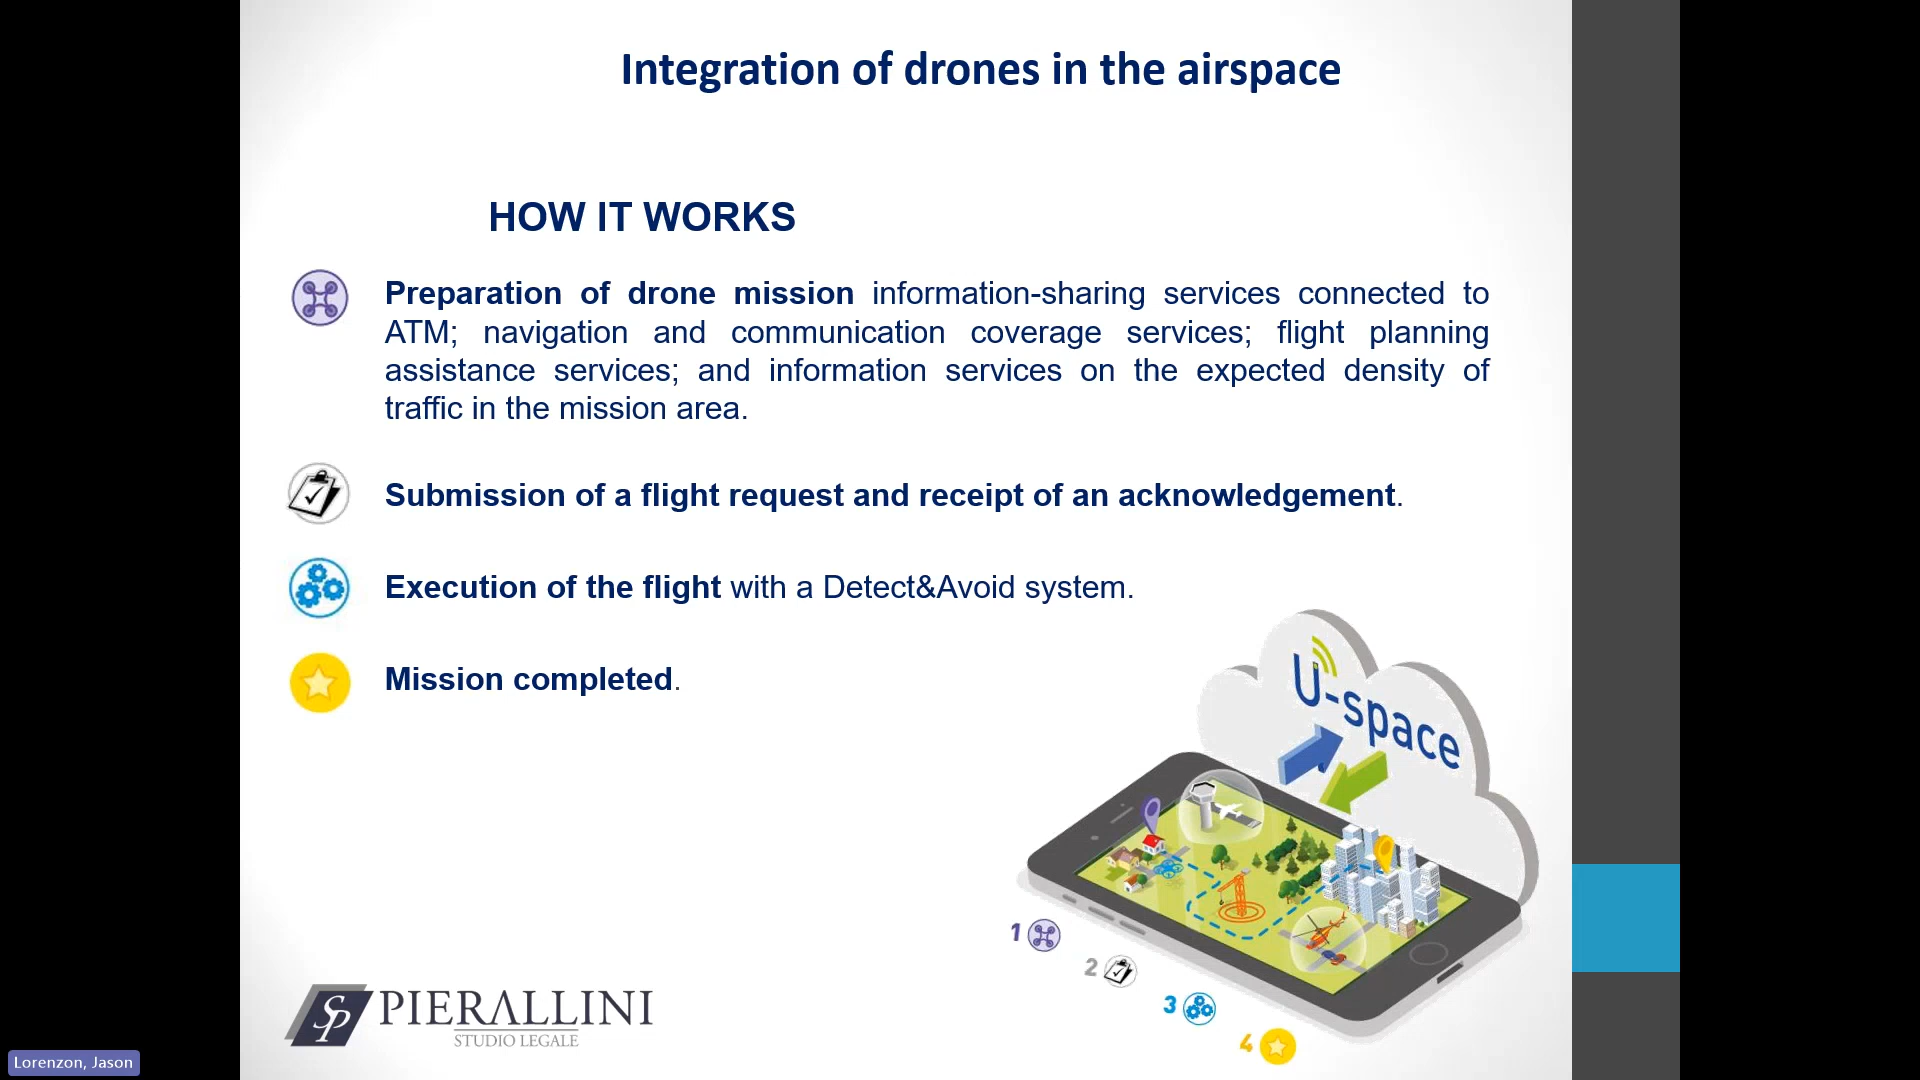 Integration of drones in the airspace
HOW IT WORKS
Preparation of drone mission information-sharing services connected to
ATM; navigation and communication coverage services; flight planning
assistance services; and information services on the expected density of
traffic in the mission area.
Submission of a flight request and receipt of an acknowledgement.
Execution of the flight with a Detect&Avoid system.
Mission completed.
U-space
1
2
3
4
SP PIERALLINI
STUDIO LEGALE
Lorenzon, Jason